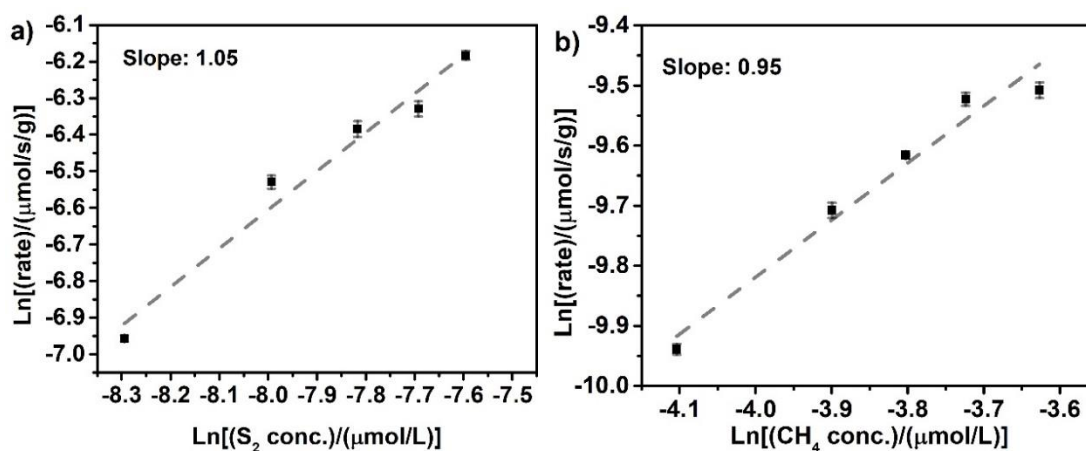 a)
Slope: 1.05
Ln[(rate)/(μmol/s/g)]
-6.1
-6.2
-6.3
-6.4
-6.5
-6.6
-6.7
-6.8
-6.9
-7.0
-8.3 -8.2 -8.1 -8.0 -7.9 -7.8 -7.7 -7.6 -7.5
Ln[(S₂ conc.)/(μmol/L)]
b)
Slope: 0.95
Ln[(rate)/(μmol/s/g)]
-9.4
-9.5
-9.6
-9.7
-9.8
-9.9
-10.0
-4.1 -4.0 -3.9 -3.8 -3.7 -3.6
Ln[(CH₄ conc.)/(μmol/L)]